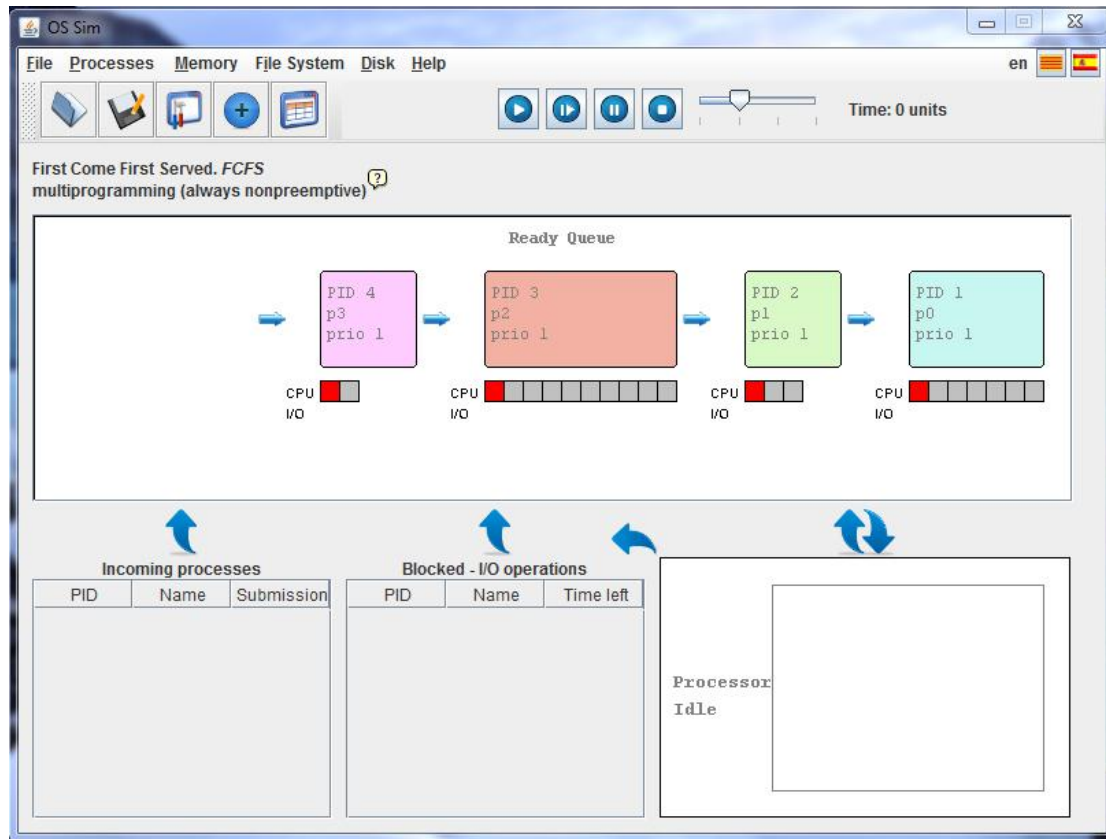 OS Sim
File Processes Memory File System Disk Help en
Time: 0 units
First Come First Served. FCFS
multiprogramming (always nonpreemptive) ?
Ready Queue
PID 4 PID 3 PID 2 PID 1
p3 p2 p1 p0
prio 1 prio 1 prio 1 prio 1
CPU CPU CPU CPU
I/O I/O I/O I/O
Incoming processes Blocked - I/O operations
PID Name Submission PID Name Time left
Processor
Idle